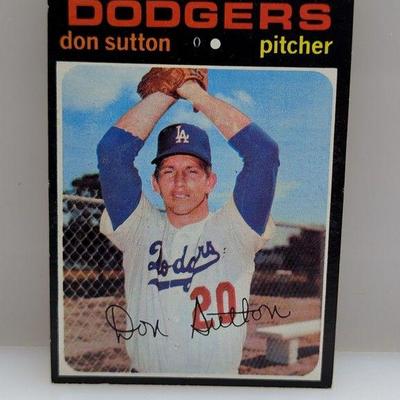 DODGERS
don sutton • pitcher
LA
Dodgers
20
Don Sutton